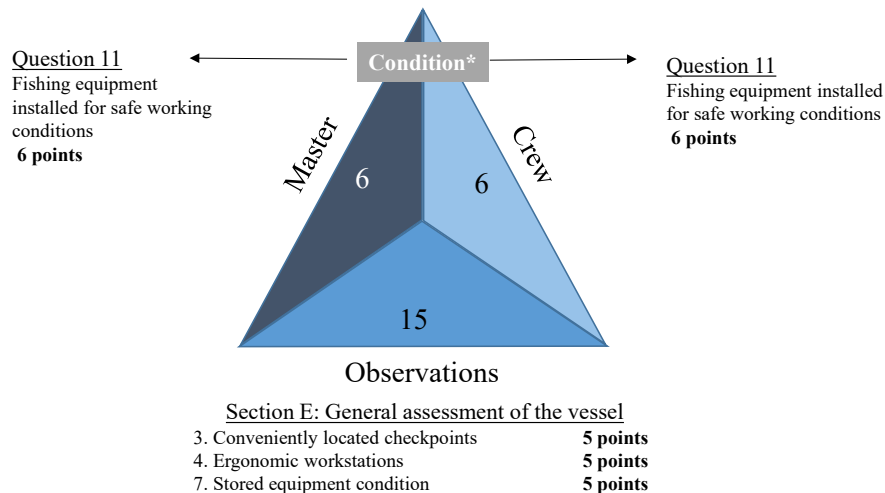 Condition*
Question 11
Fishing equipment
installed for safe working
conditions
6 points
Question 11
Fishing equipment installed
for safe working conditions
6 points
Master
6
Crew
6
15
Observations
Section E: General assessment of the vessel
3. Conveniently located checkpoints 5 points
4. Ergonomic workstations 5 points
7. Stored equipment condition 5 points